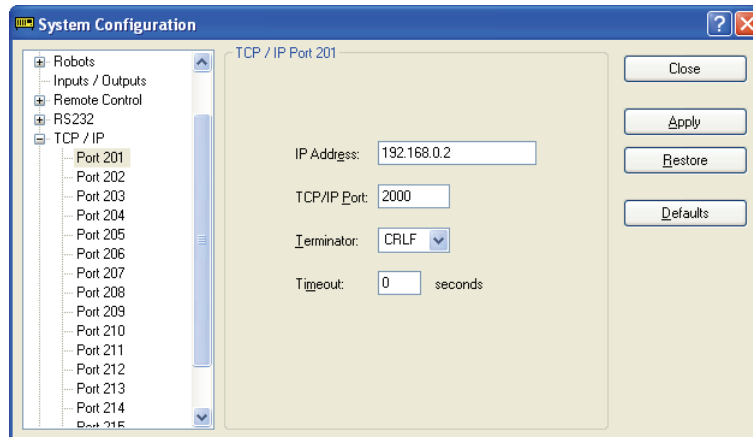 System Configuration
Robots
Inputs / Outputs
Remote Control
RS232
TCP / IP
Port 201
Port 202
Port 203
Port 204
Port 205
Port 206
Port 207
Port 208
Port 209
Port 210
Port 211
Port 212
Port 213
Port 214
Port 215
TCP / IP Port 201
IP Address: 192.168.0.2
TCP/IP Port: 2000
Terminator: CRLF
Timeout: 0 seconds
Close
Apply
Restore
Defaults